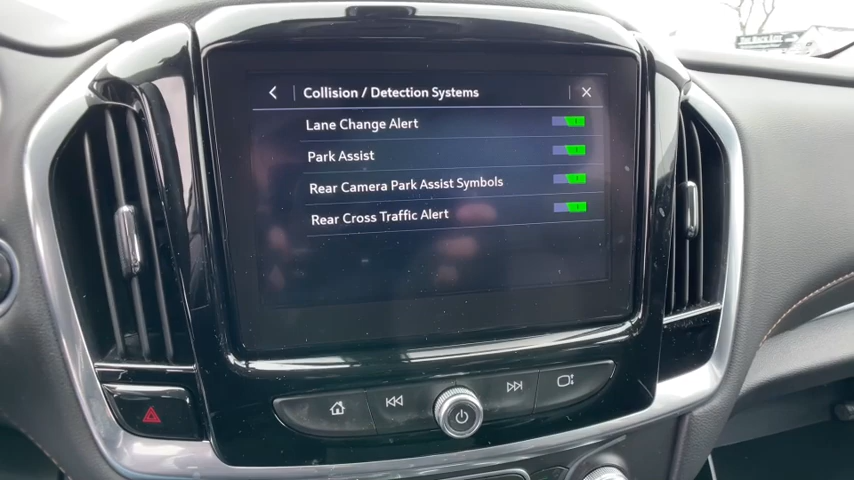 Collision / Detection Systems
Lane Change Alert
Park Assist
Rear Camera Park Assist Symbols
Rear Cross Traffic Alert